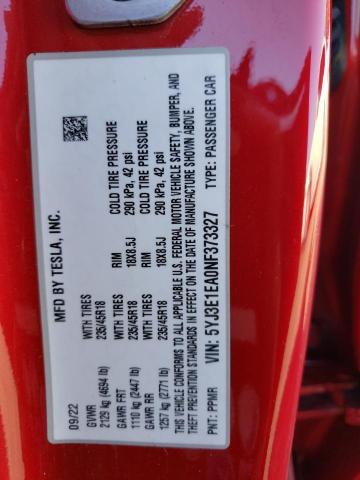 MFD BY TESLA, INC.
09/22
GVWR
2129 kg (4694 lb)
GAWR FRT WITH TIRES RIM COLD TIRE PRESSURE
1110 kg (2447 lb) 235/45R18 18X8.5J 290 kPa, 42 psi
GAWR RR WITH TIRES RIM COLD TIRE PRESSURE
1257 kg (2771 lb) 235/45R18 18X8.5J 290 kPa, 42 psi
THIS VEHICLE CONFORMS TO ALL APPLICABLE U.S. FEDERAL MOTOR VEHICLE SAFETY, BUMPER, AND
THEFT PREVENTION STANDARDS IN EFFECT ON THE DATE OF MANUFACTURE SHOWN ABOVE.
VIN: 5YJ3E1EA0NF373327 TYPE: PASSENGER CAR
PNT: PPMR